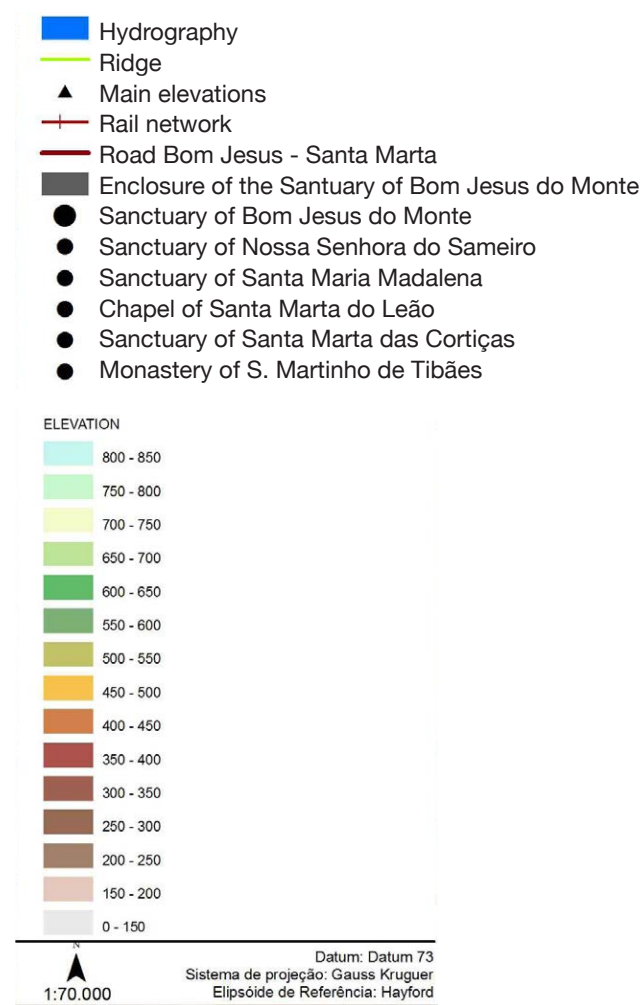 Hydrography
Ridge
Main elevations
Rail network
Road Bom Jesus - Santa Marta
Enclosure of the Santuary of Bom Jesus do Monte
Sanctuary of Bom Jesus do Monte
Sanctuary of Nossa Senhora do Sameiro
Sanctuary of Santa Maria Madalena
Chapel of Santa Marta do Leão
Sanctuary of Santa Marta das Cortiças
Monastery of S. Martinho de Tibães
ELEVATION
800 - 850
750 - 800
700 - 750
650 - 700
600 - 650
550 - 600
500 - 550
450 - 500
400 - 450
350 - 400
300 - 350
250 - 300
200 - 250
150 - 200
0 - 150
N
1:70.000
Datum: Datum 73
Sistema de projeção: Gauss Kruguer
Elipsóide de Referência: Hayford